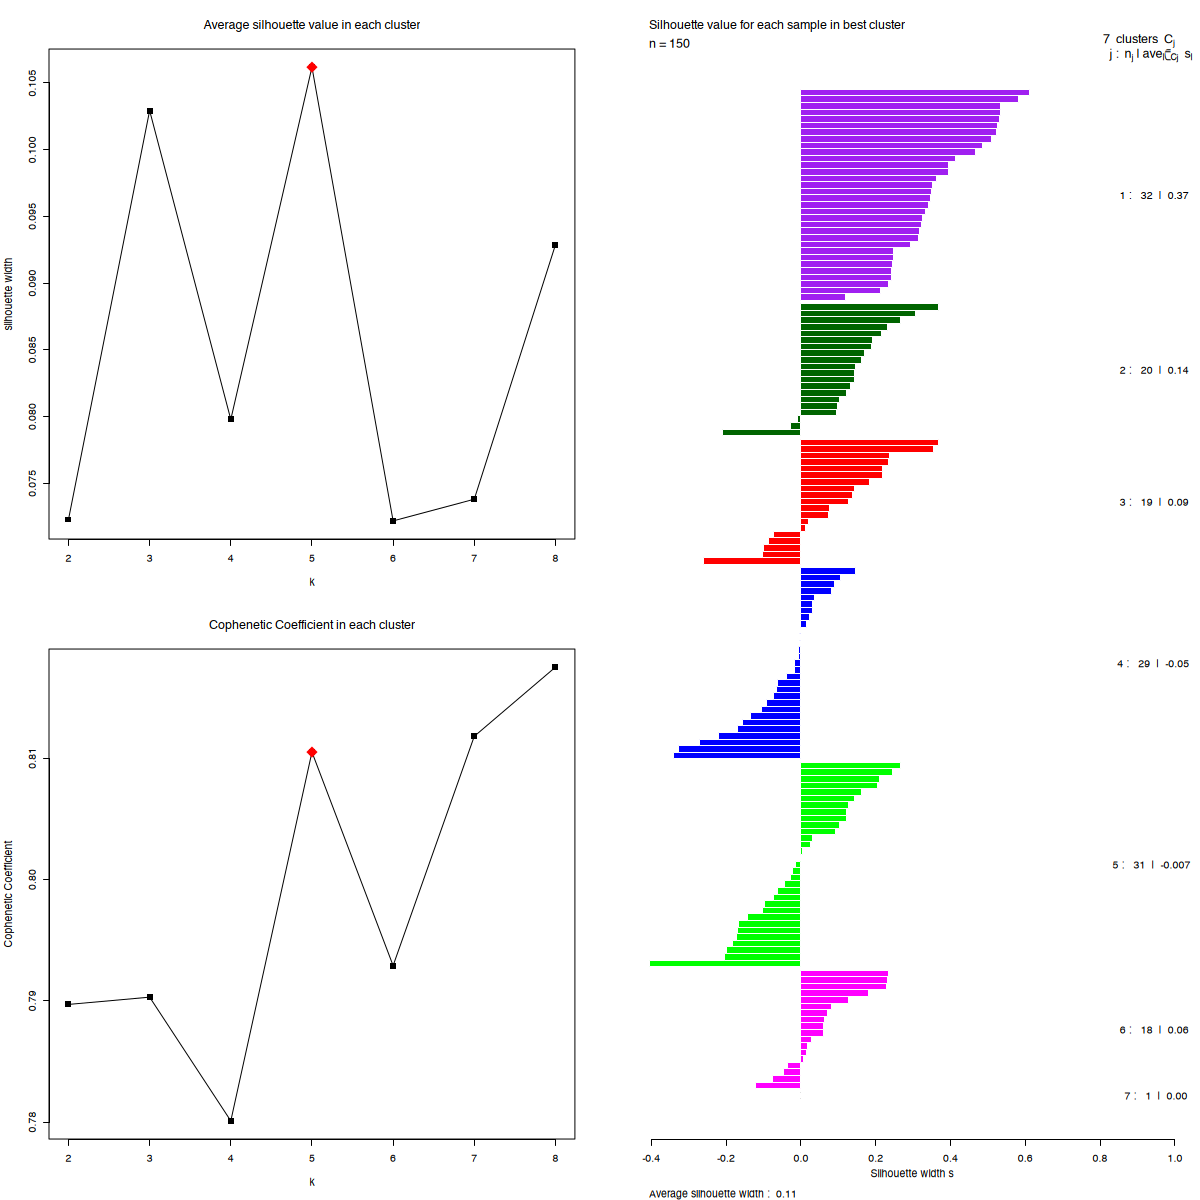 Average silhouette value in each cluster
silhouette width
0.105
0.100
0.095
0.090
0.085
0.080
0.075
2 3 4 5 6 7 8
k
Cophenetic Coefficient in each cluster
Cophenetic Coefficient
0.81
0.80
0.79
0.78
2 3 4 5 6 7 8
k
Silhouette value for each sample in best cluster
n = 150
7 clusters Cj
j : nj | avei∈Cj si
1 : 32 | 0.37
2 : 20 | 0.14
3 : 19 | 0.09
4 : 29 | -0.05
5 : 31 | -0.007
6 : 18 | 0.06
7 : 1 | 0.00
-0.4 -0.2 0.0 0.2 0.4 0.6 0.8 1.0
Silhouette width s
Average silhouette width : 0.11